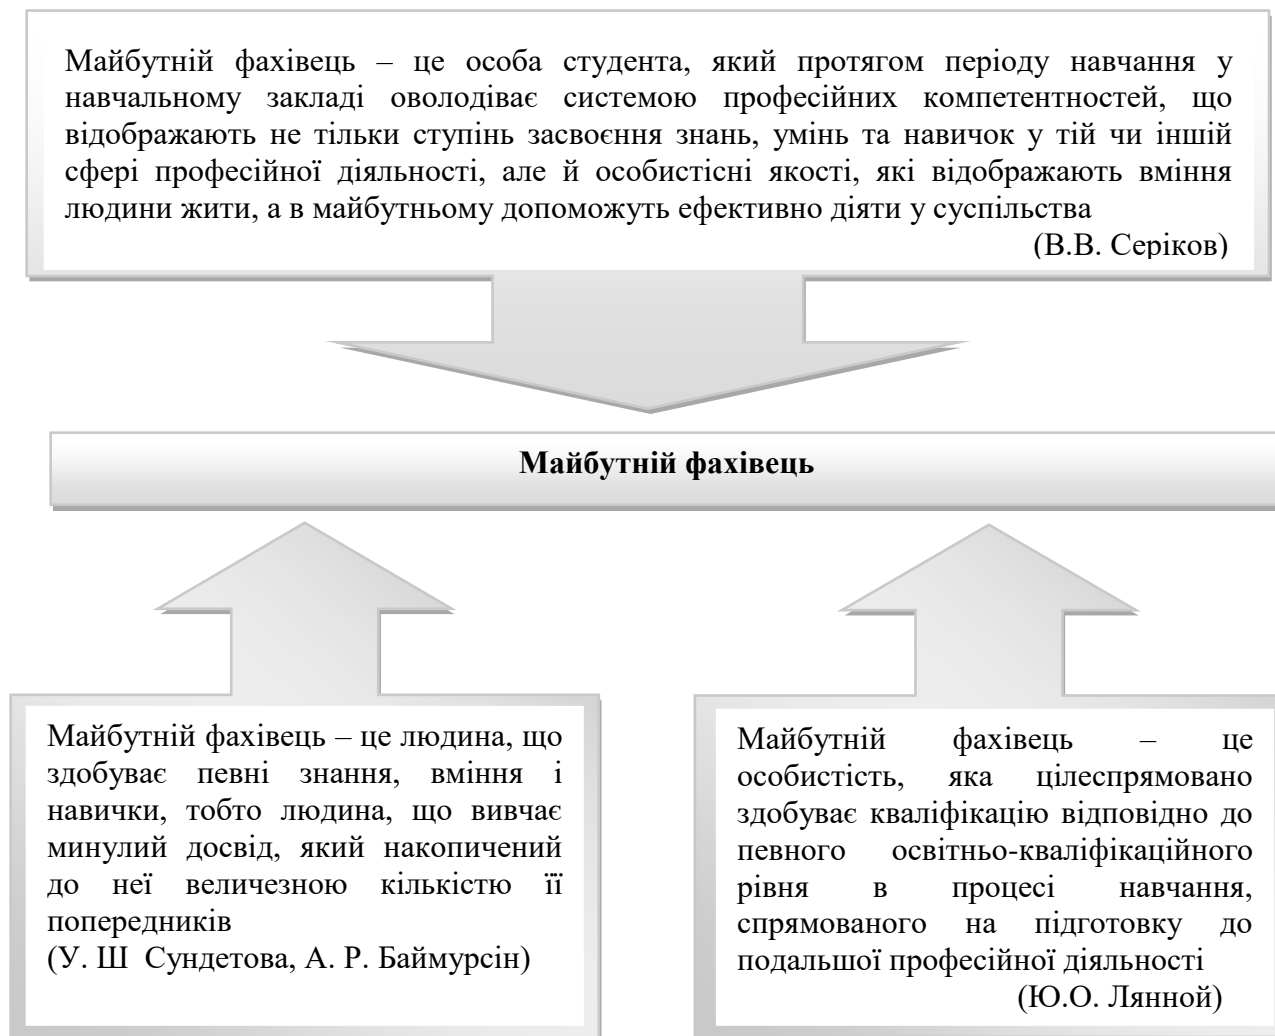 Майбутній фахівець – це особа студента, який протягом періоду навчання у
навчальному закладі оволодіває системою професійних компетентностей, що
відображають не тільки ступінь засвоєння знань, умінь та навичок у тій чи іншій
сфері професійної діяльності, але й особистісні якості, які відображають вміння
людини жити, а в майбутньому допоможуть ефективно діяти у суспільства
(В.В. Серіков)
Майбутній фахівець
Майбутній фахівець – це людина, що
здобуває певні знання, вміння і
навички, тобто людина, що вивчає
минулий досвід, який накопичений
до неї величезною кількістю її
попередників
(У. Ш Сундетова, А. Р. Баймурсін)
Майбутній фахівець – це
особистість, яка цілеспрямовано
здобуває кваліфікацію відповідно до
певного освітньо-кваліфікаційного
рівня в процесі навчання,
спрямованого на підготовку до
подальшої професійної діяльності
(Ю.О. Лянной)